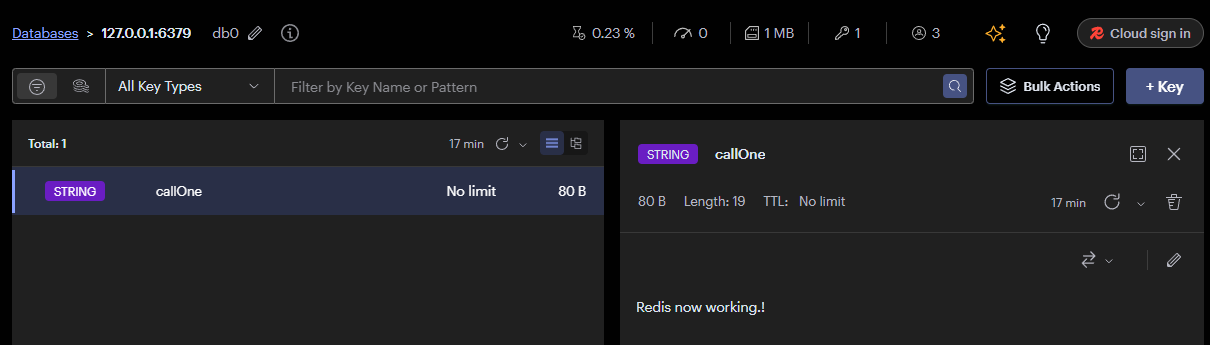 Databases > 127.0.0.1:6379 db0 0.23 % 0 1 MB 1 3 Cloud sign in
All Key Types Filter by Key Name or Pattern Bulk Actions + Key
Total: 1 17 min
STRING callOne No limit 80 B
STRING callOne
80 B Length: 19 TTL: No limit 17 min
Redis now working.!